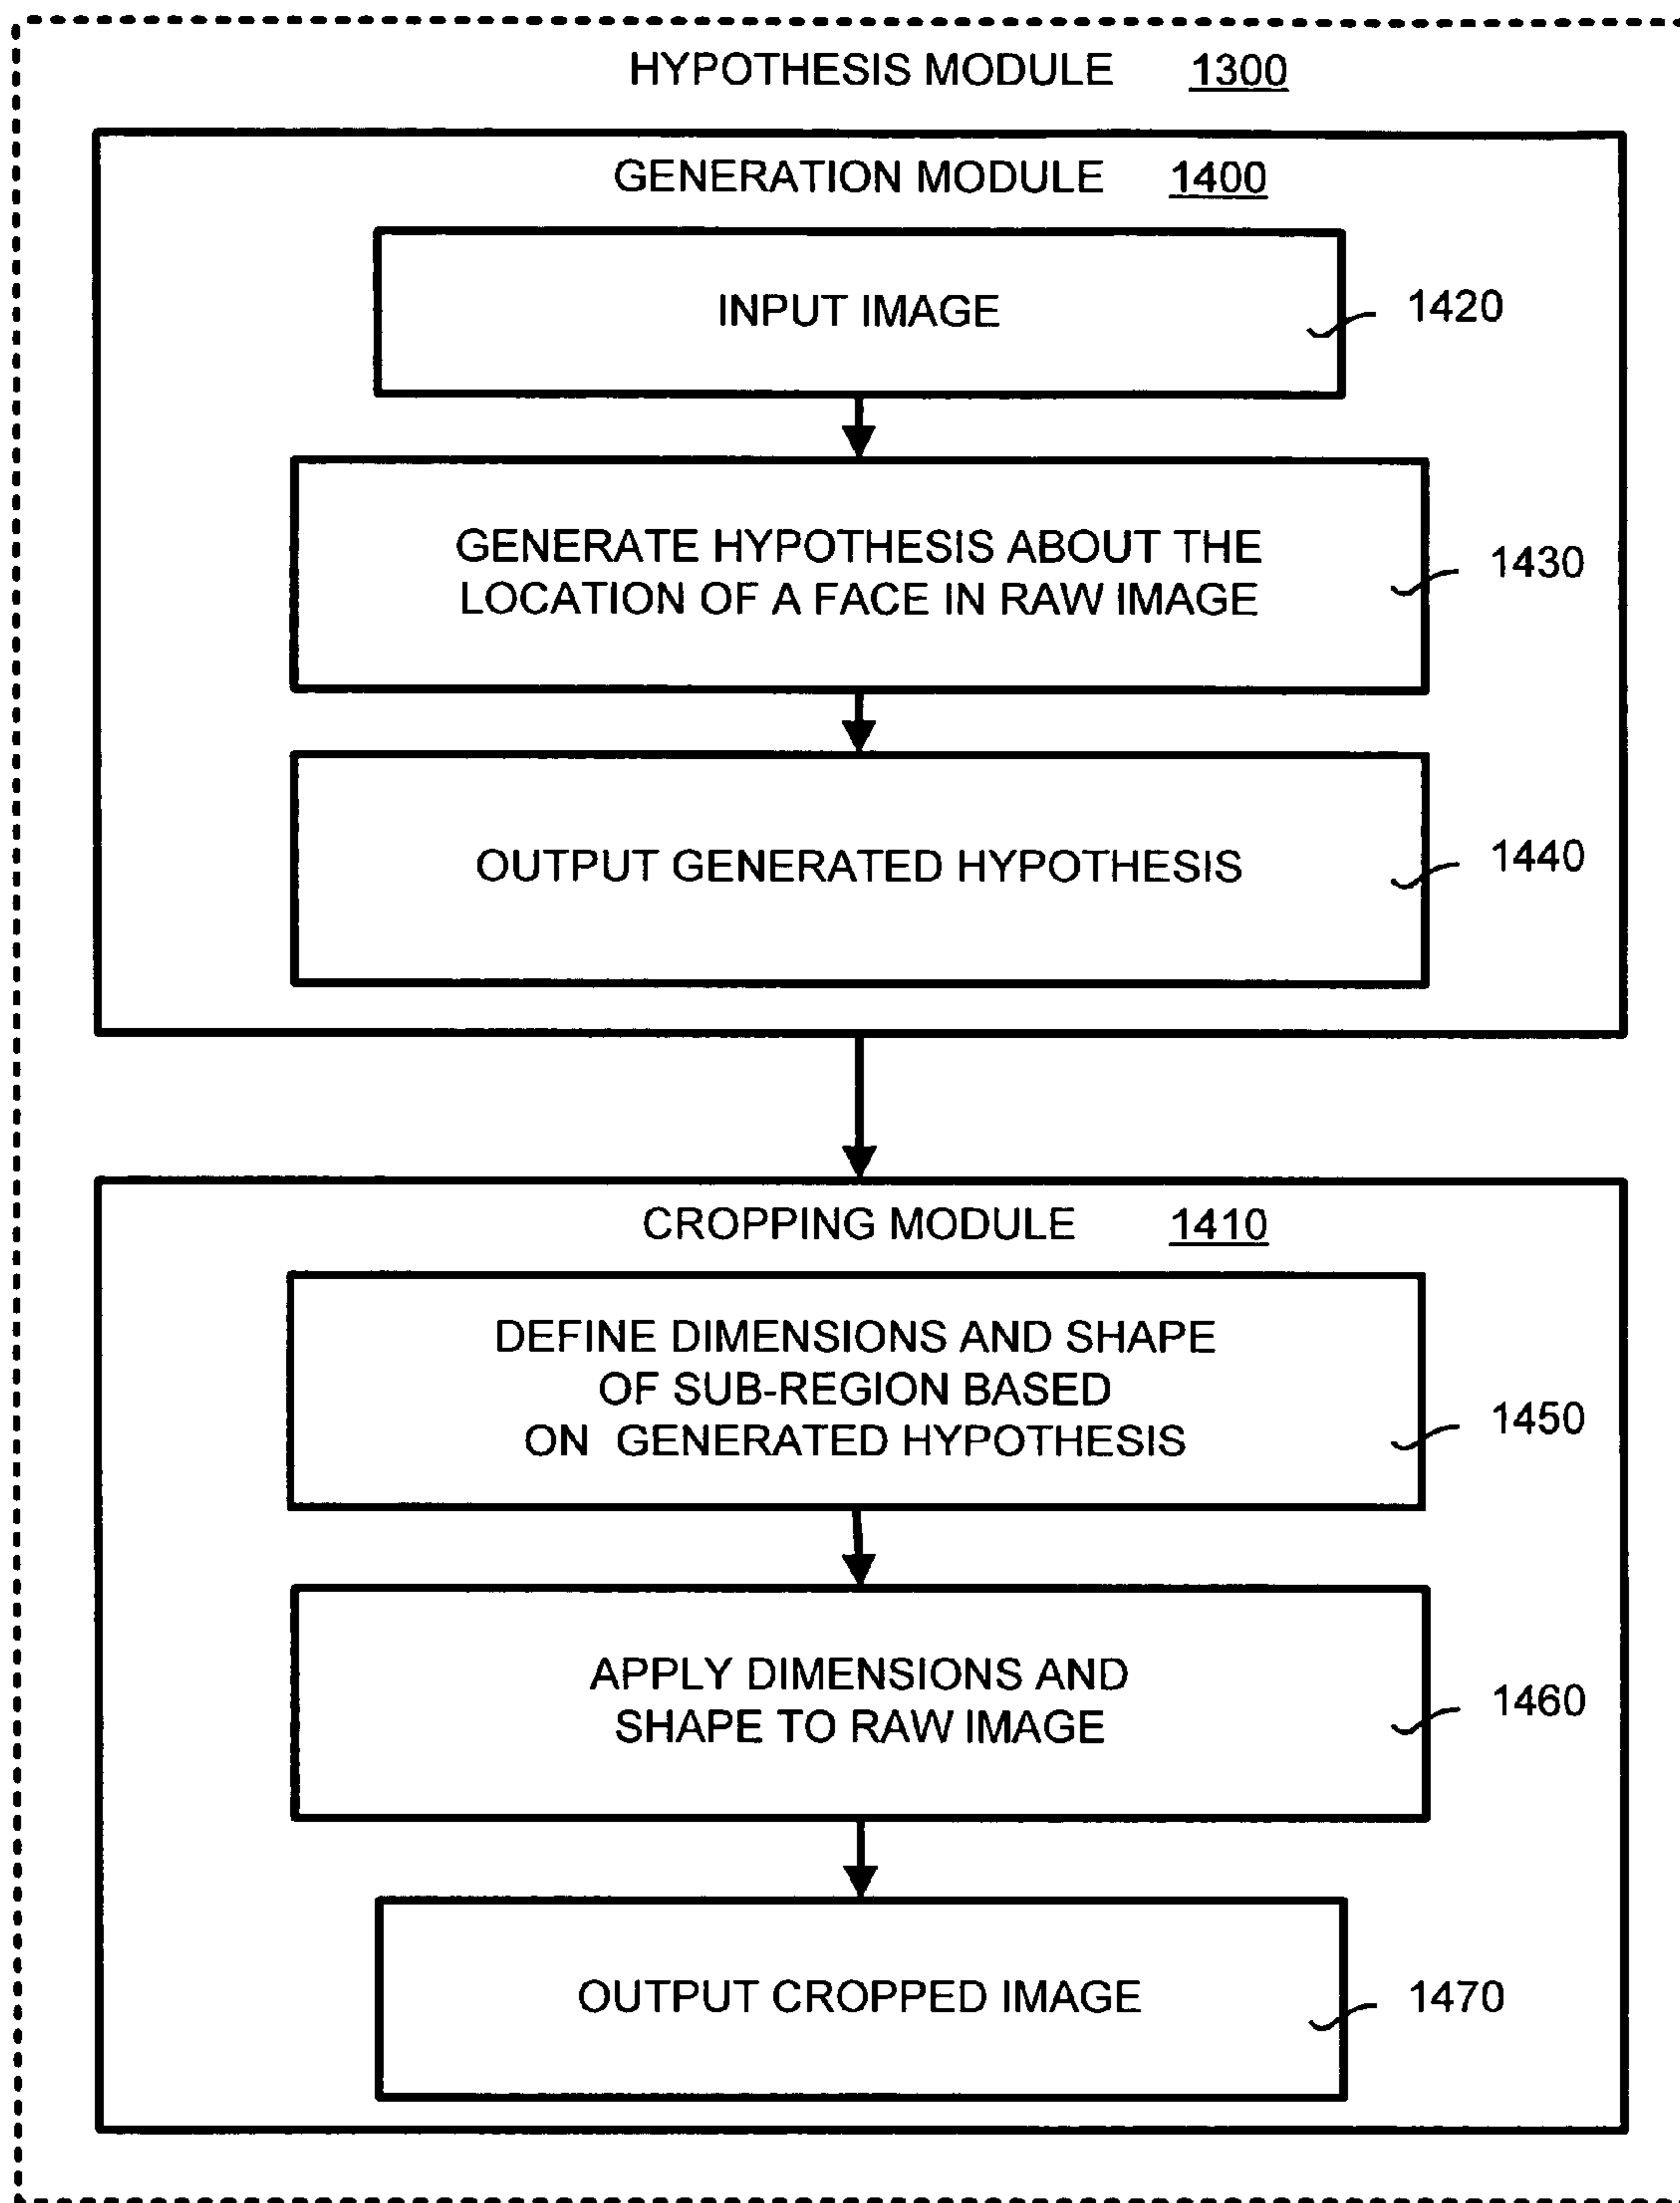 HYPOTHESIS MODULE 1300
GENERATION MODULE 1400
INPUT IMAGE
1420
GENERATE HYPOTHESIS ABOUT THE
LOCATION OF A FACE IN RAW IMAGE
1430
OUTPUT GENERATED HYPOTHESIS
1440
CROPPING MODULE 1410
DEFINE DIMENSIONS AND SHAPE
OF SUB-REGION BASED
ON GENERATED HYPOTHESIS
1450
APPLY DIMENSIONS AND
SHAPE TO RAW IMAGE
1460
OUTPUT CROPPED IMAGE
1470